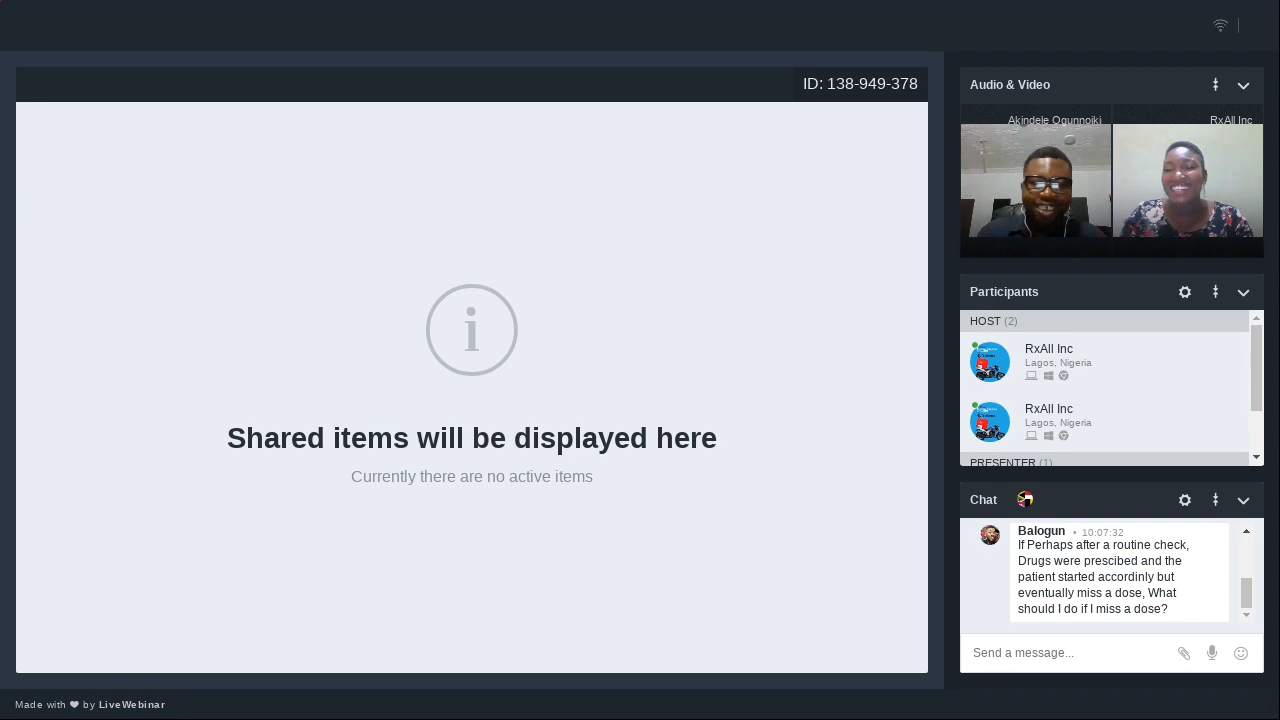 ID: 138-949-378
Shared items will be displayed here
Currently there are no active items
Audio & Video
Akindele Ogunnoiki
RxAll Inc
Participants
HOST (2)
RxAll Inc
Lagos, Nigeria
RxAll Inc
Lagos, Nigeria
PRESENTER (1)
Chat
Balogun • 10:07:32
If Perhaps after a routine check,
Drugs were prescibed and the
patient started accordinly but
eventually miss a dose, What
should I do if I miss a dose?
Send a message...
Made with by LiveWebinar